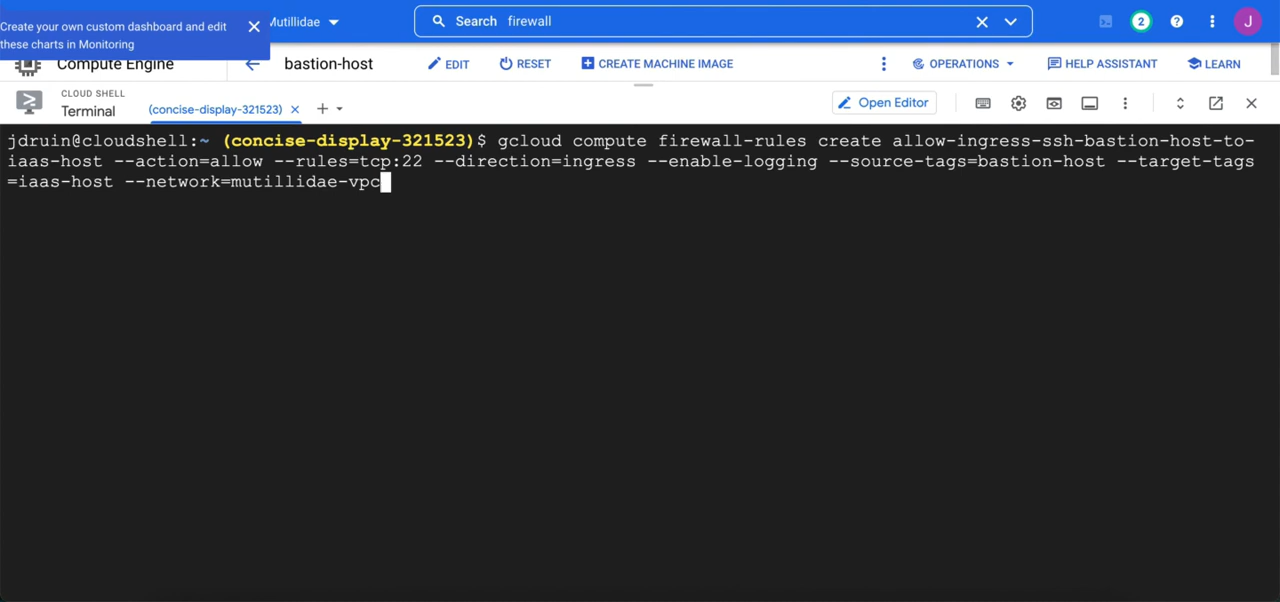 Create your own custom dashboard and edit
these charts in Monitoring
Mutillidae
Search firewall
2
J
Compute Engine
bastion-host
EDIT
RESET
CREATE MACHINE IMAGE
OPERATIONS
HELP ASSISTANT
LEARN
CLOUD SHELL
Terminal
(concise-display-321523)
Open Editor
jdruin@cloudshell:~ (concise-display-321523)$ gcloud compute firewall-rules create allow-ingress-ssh-bastion-host-to-
iaas-host --action=allow --rules=tcp:22 --direction=ingress --enable-logging --source-tags=bastion-host --target-tags
=iaas-host --network=mutillidae-vpc